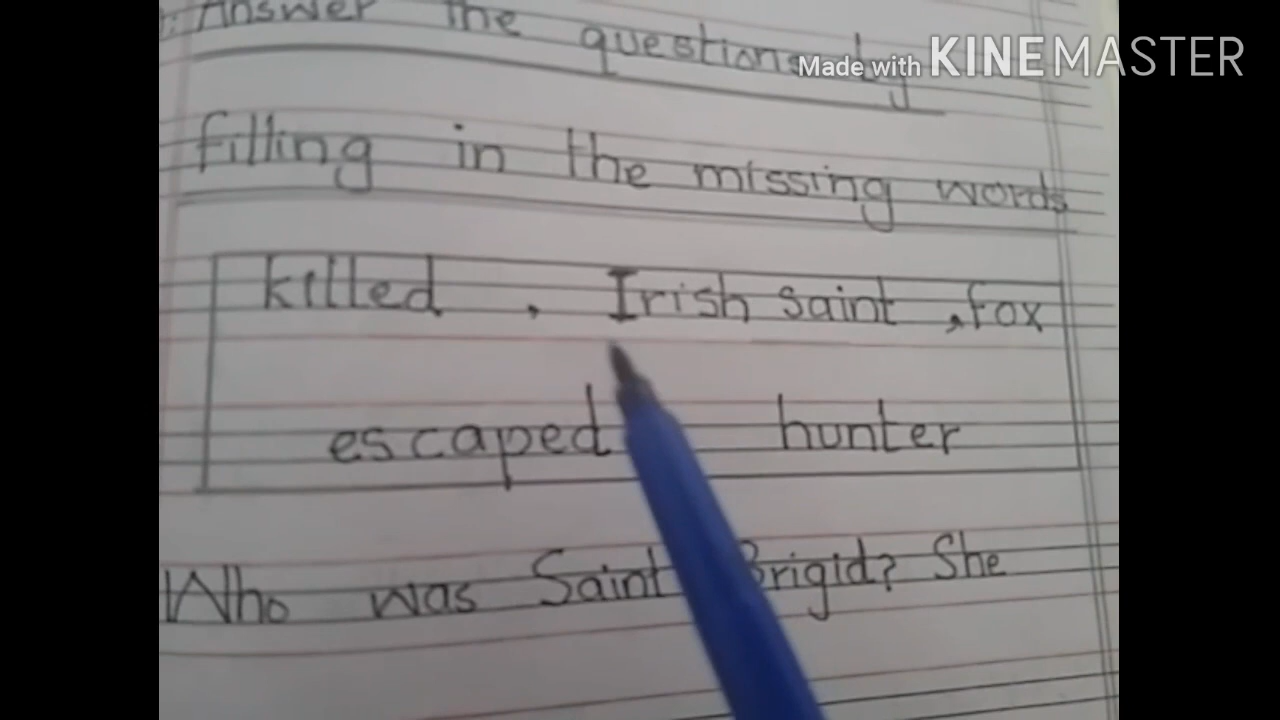 Answer the questions by
Made with KINEMASTER
filling in the missing words
killed , Irish saint , fox
escaped hunter
Who was Saint Brigid? She